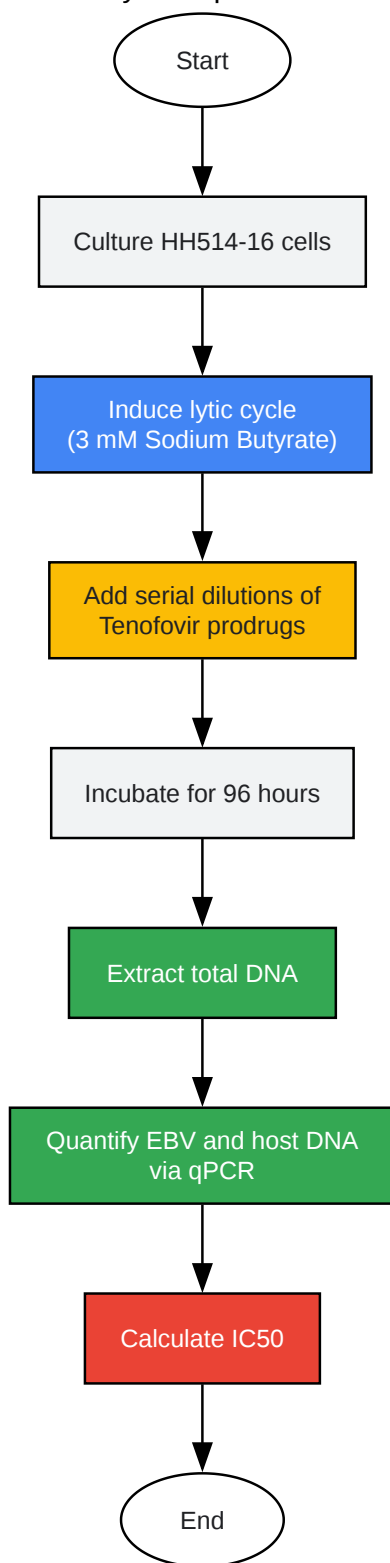 Start
Culture HH514-16 cells
Induce lytic cycle
(3 mM Sodium Butyrate)
Add serial dilutions of
Tenofovir prodrugs
Incubate for 96 hours
Extract total DNA
Quantify EBV and host DNA
via qPCR
Calculate IC50
End